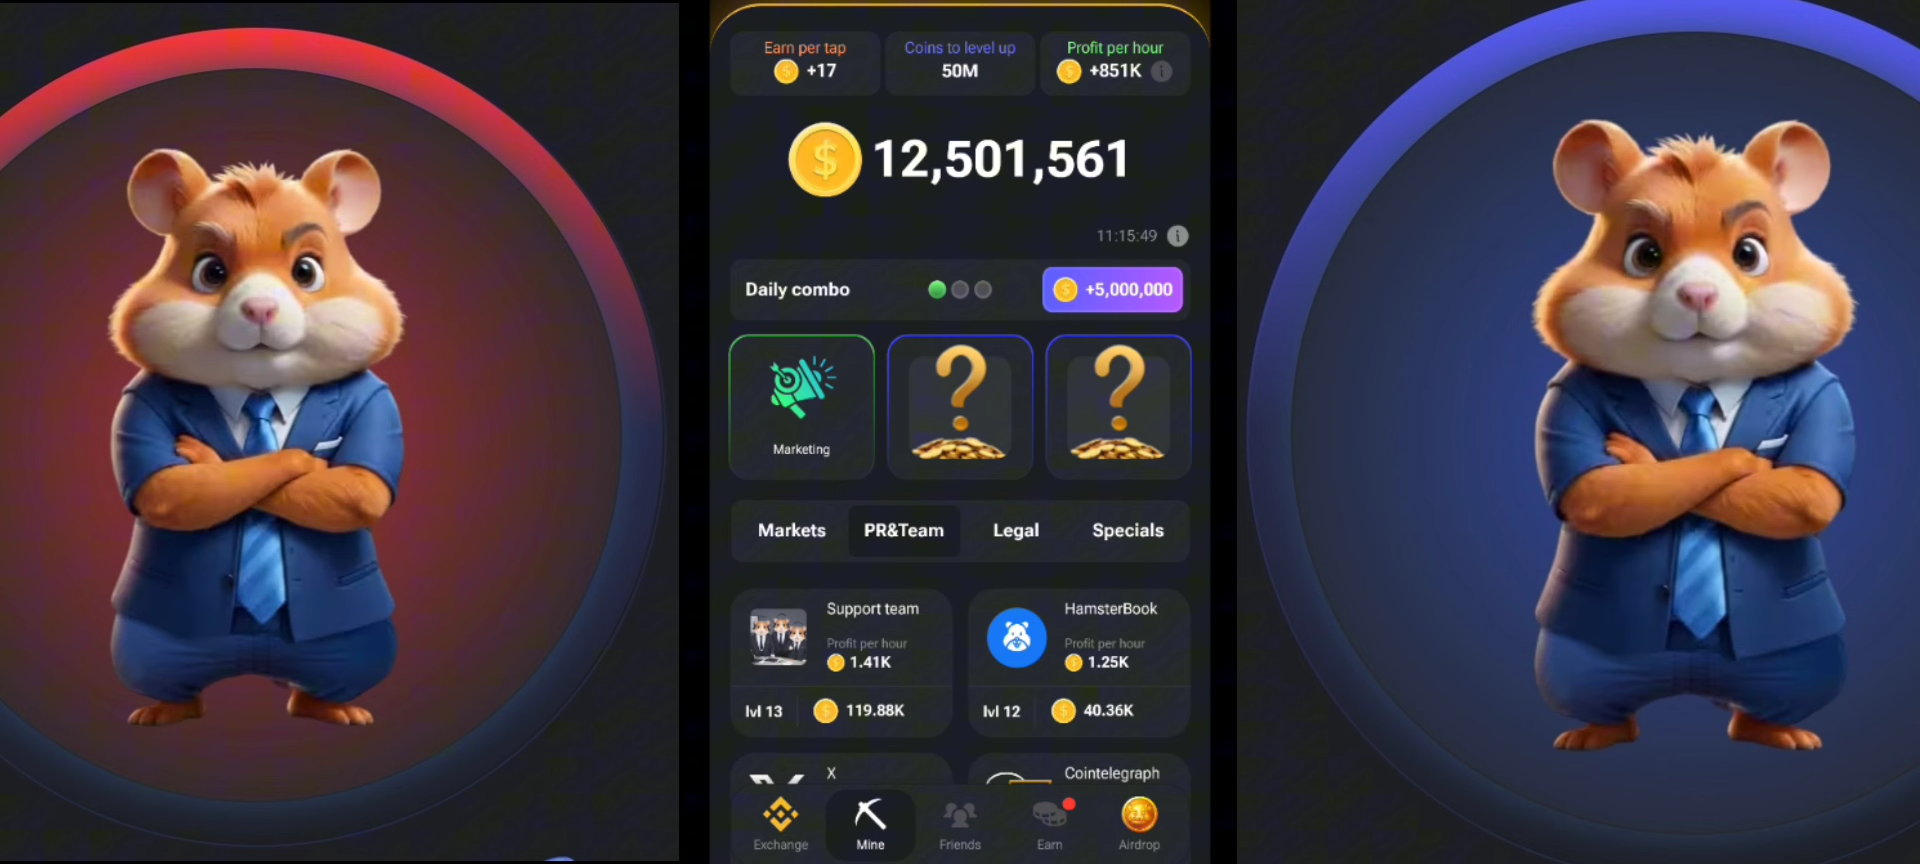 Earn per tap
+17
Coins to level up
50M
Profit per hour
+851K
12,501,561
11:15:49
Daily combo
+5,000,000
Marketing
Markets
PR&Team
Legal
Specials
Support team
Profit per hour
1.41K
lvl 13
119.88K
HamsterBook
Profit per hour
1.25K
lvl 12
40.36K
X
Cointelegraph
Exchange
Mine
Friends
Earn
Airdrop